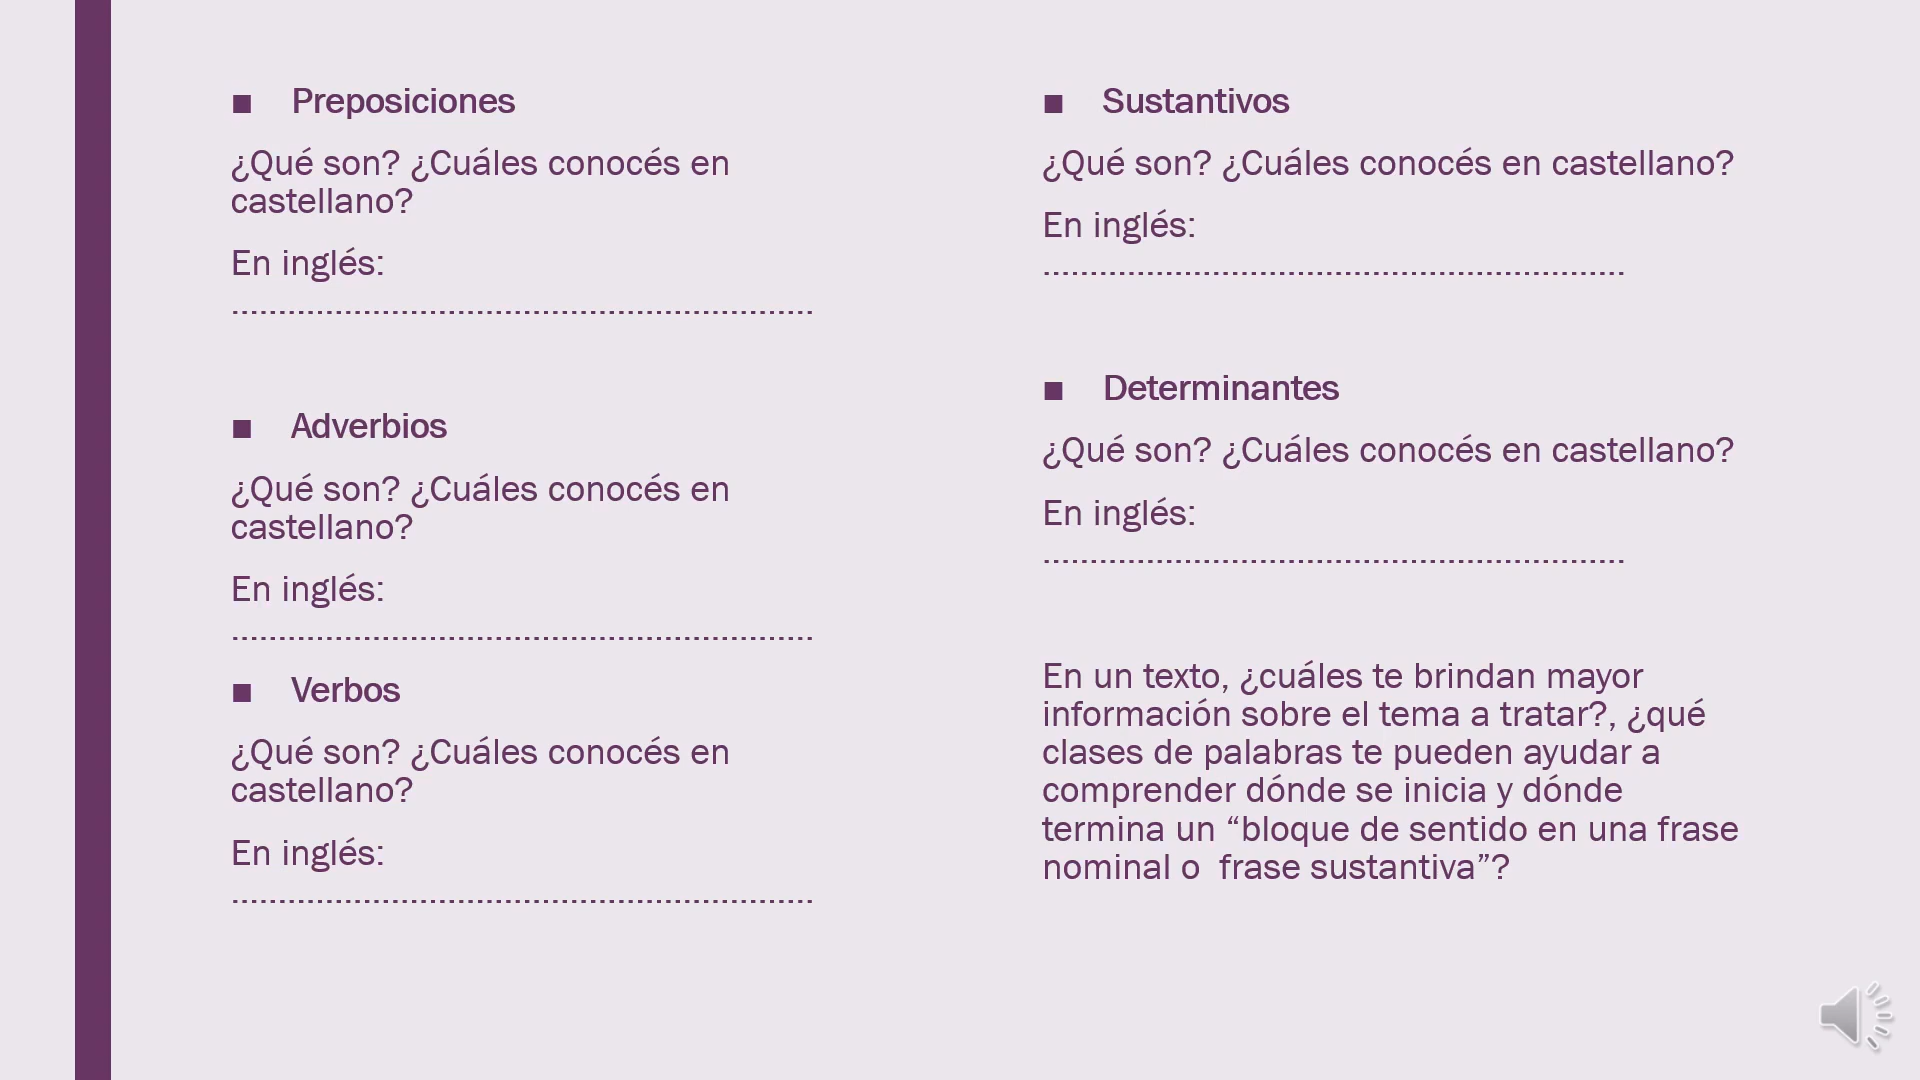 ■ Preposiciones
¿Qué son? ¿Cuáles conocés en
castellano?
En inglés:
..............................................................
■ Adverbios
¿Qué son? ¿Cuáles conocés en
castellano?
En inglés:
..............................................................
■ Verbos
¿Qué son? ¿Cuáles conocés en
castellano?
En inglés:
..............................................................
■ Sustantivos
¿Qué son? ¿Cuáles conocés en castellano?
En inglés:
..............................................................
■ Determinantes
¿Qué son? ¿Cuáles conocés en castellano?
En inglés:
..............................................................
En un texto, ¿cuáles te brindan mayor
información sobre el tema a tratar?, ¿qué
clases de palabras te pueden ayudar a
comprender dónde se inicia y dónde
termina un “bloque de sentido en una frase
nominal o  frase sustantiva”?